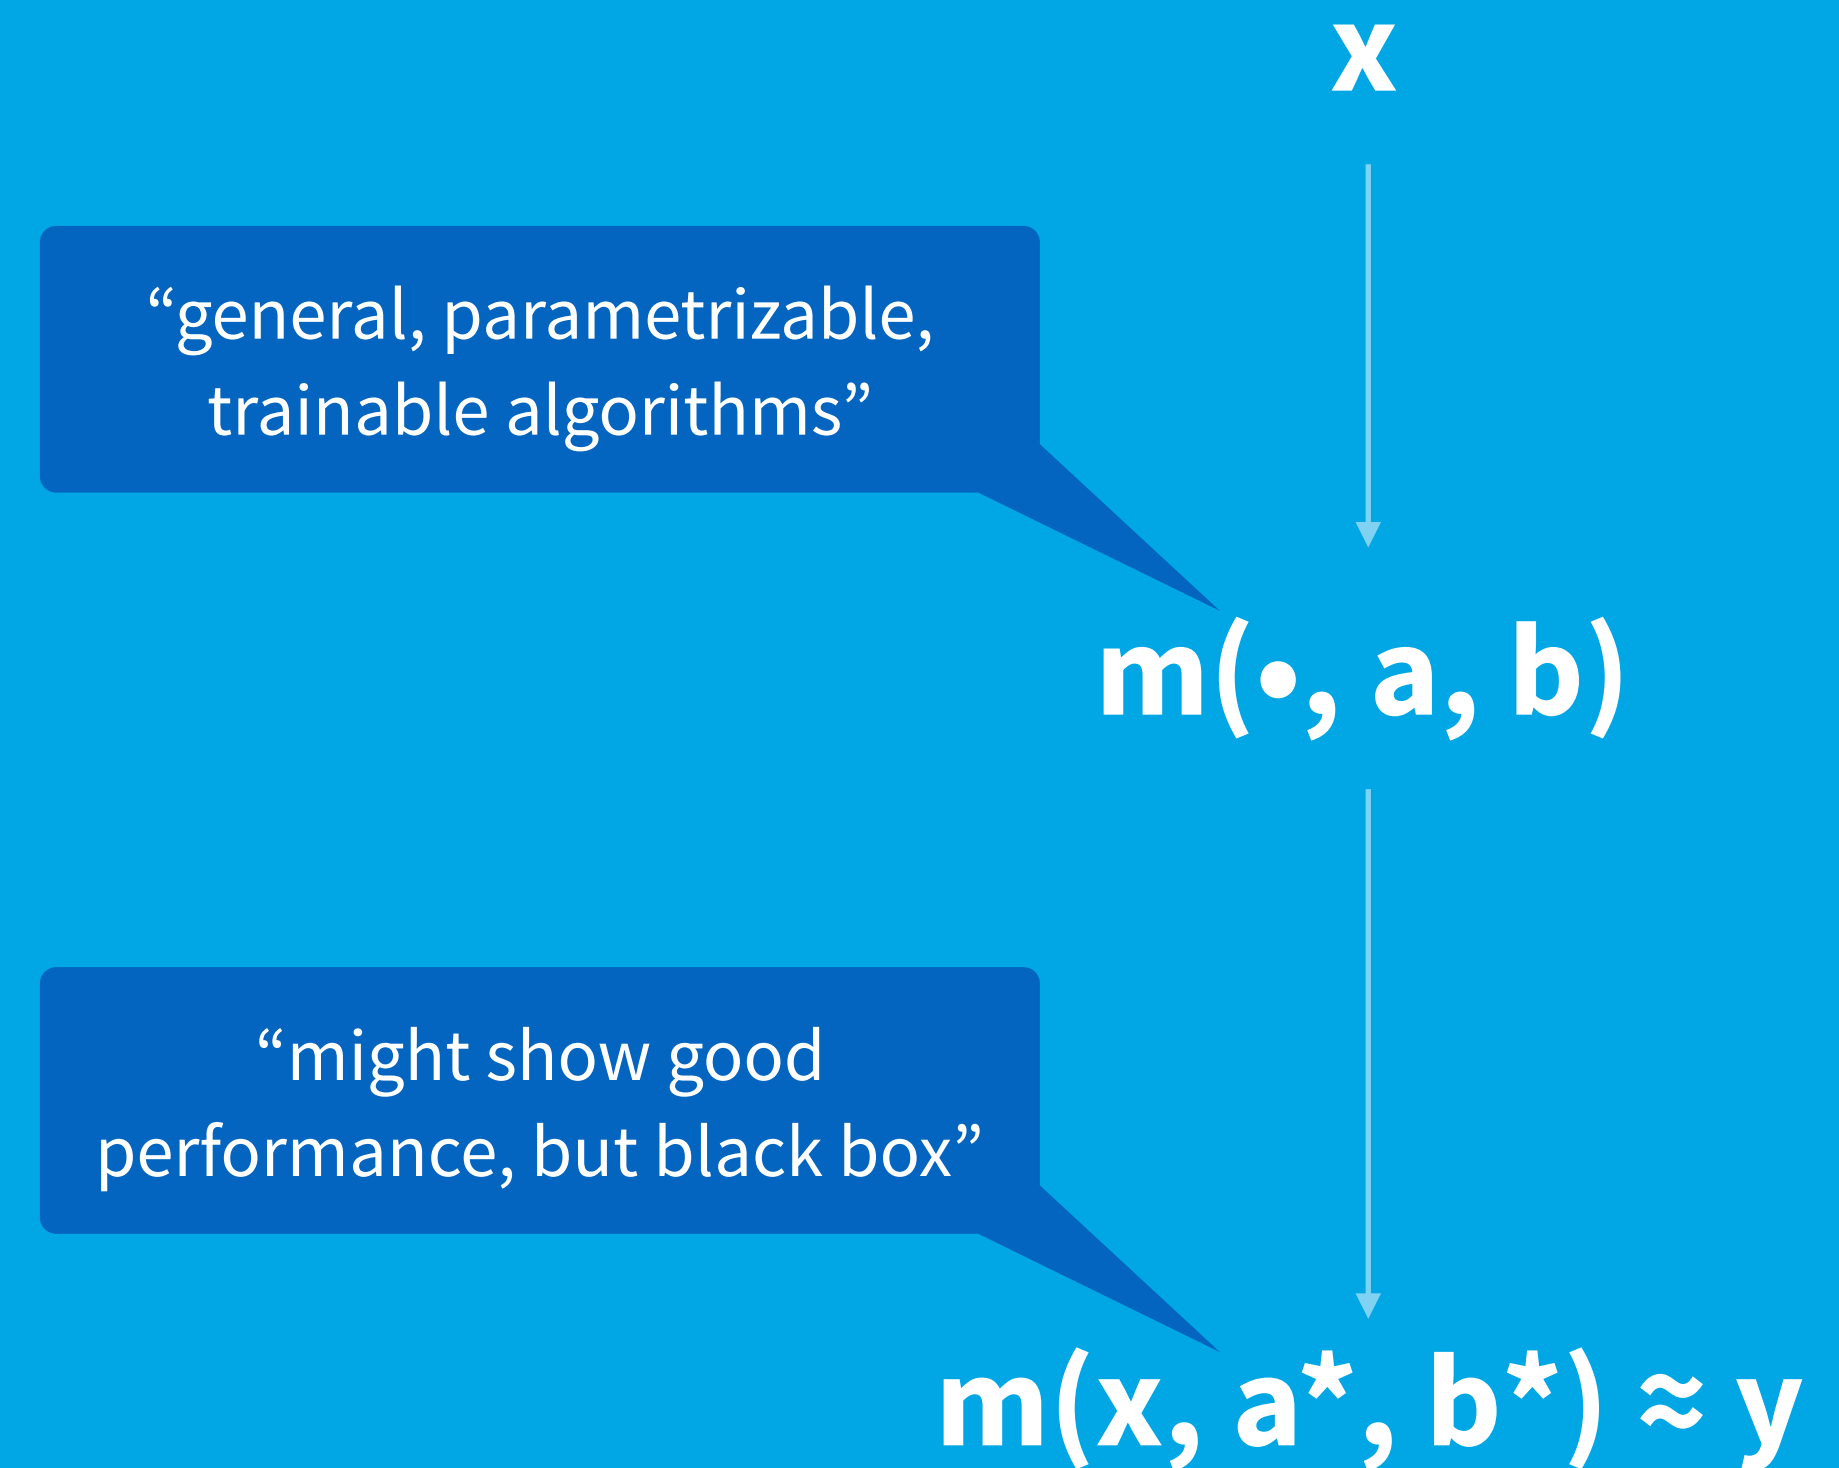 x
“general, parametrizable,
trainable algorithms”
m(•, a, b)
“might show good
performance, but black box”
m(x, a*, b*) ≈ y